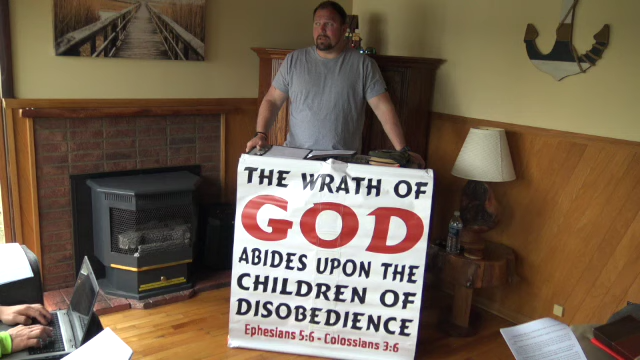 THE WRATH OF
GOD
ABIDES UPON THE
CHILDREN OF
DISOBEDIENCE
Ephesians 5:6 - Colossians 3:6